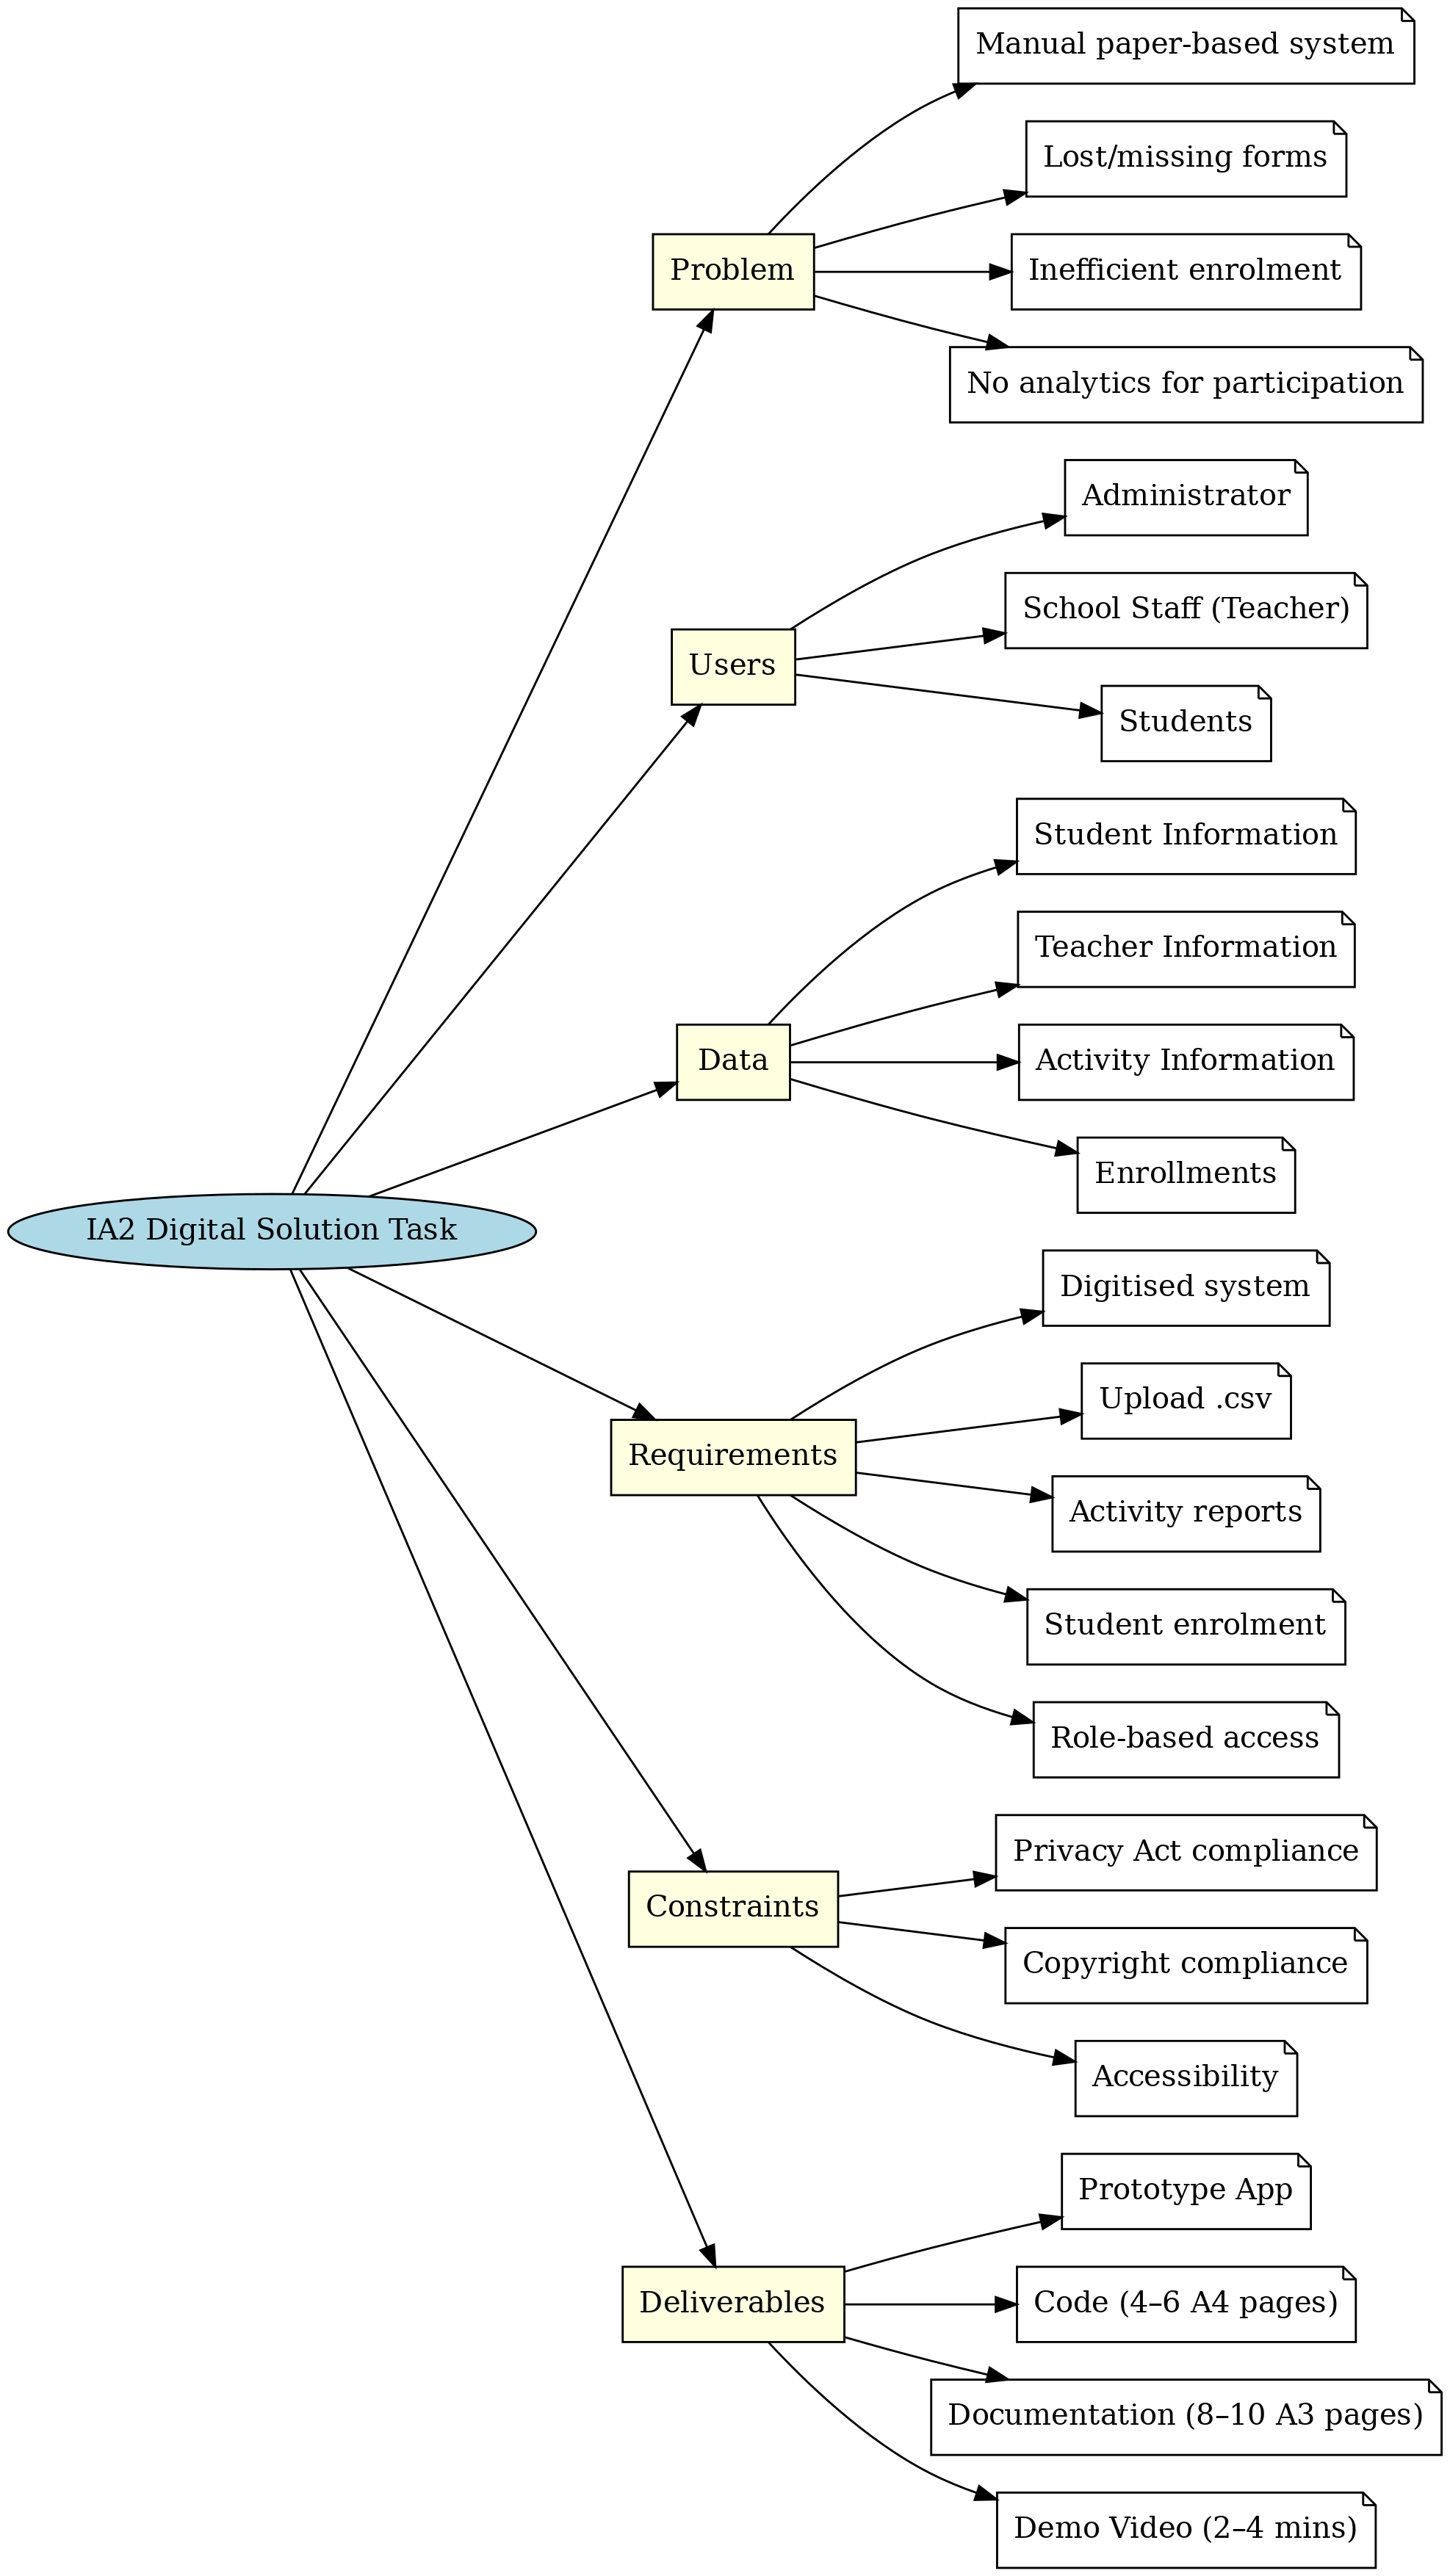 IA2 Digital Solution Task
Problem
Manual paper-based system
Lost/missing forms
Inefficient enrolment
No analytics for participation
Users
Administrator
School Staff (Teacher)
Students
Data
Student Information
Teacher Information
Activity Information
Enrollments
Requirements
Digitised system
Upload .csv
Activity reports
Student enrolment
Role-based access
Constraints
Privacy Act compliance
Copyright compliance
Accessibility
Deliverables
Prototype App
Code (4–6 A4 pages)
Documentation (8–10 A3 pages)
Demo Video (2–4 mins)